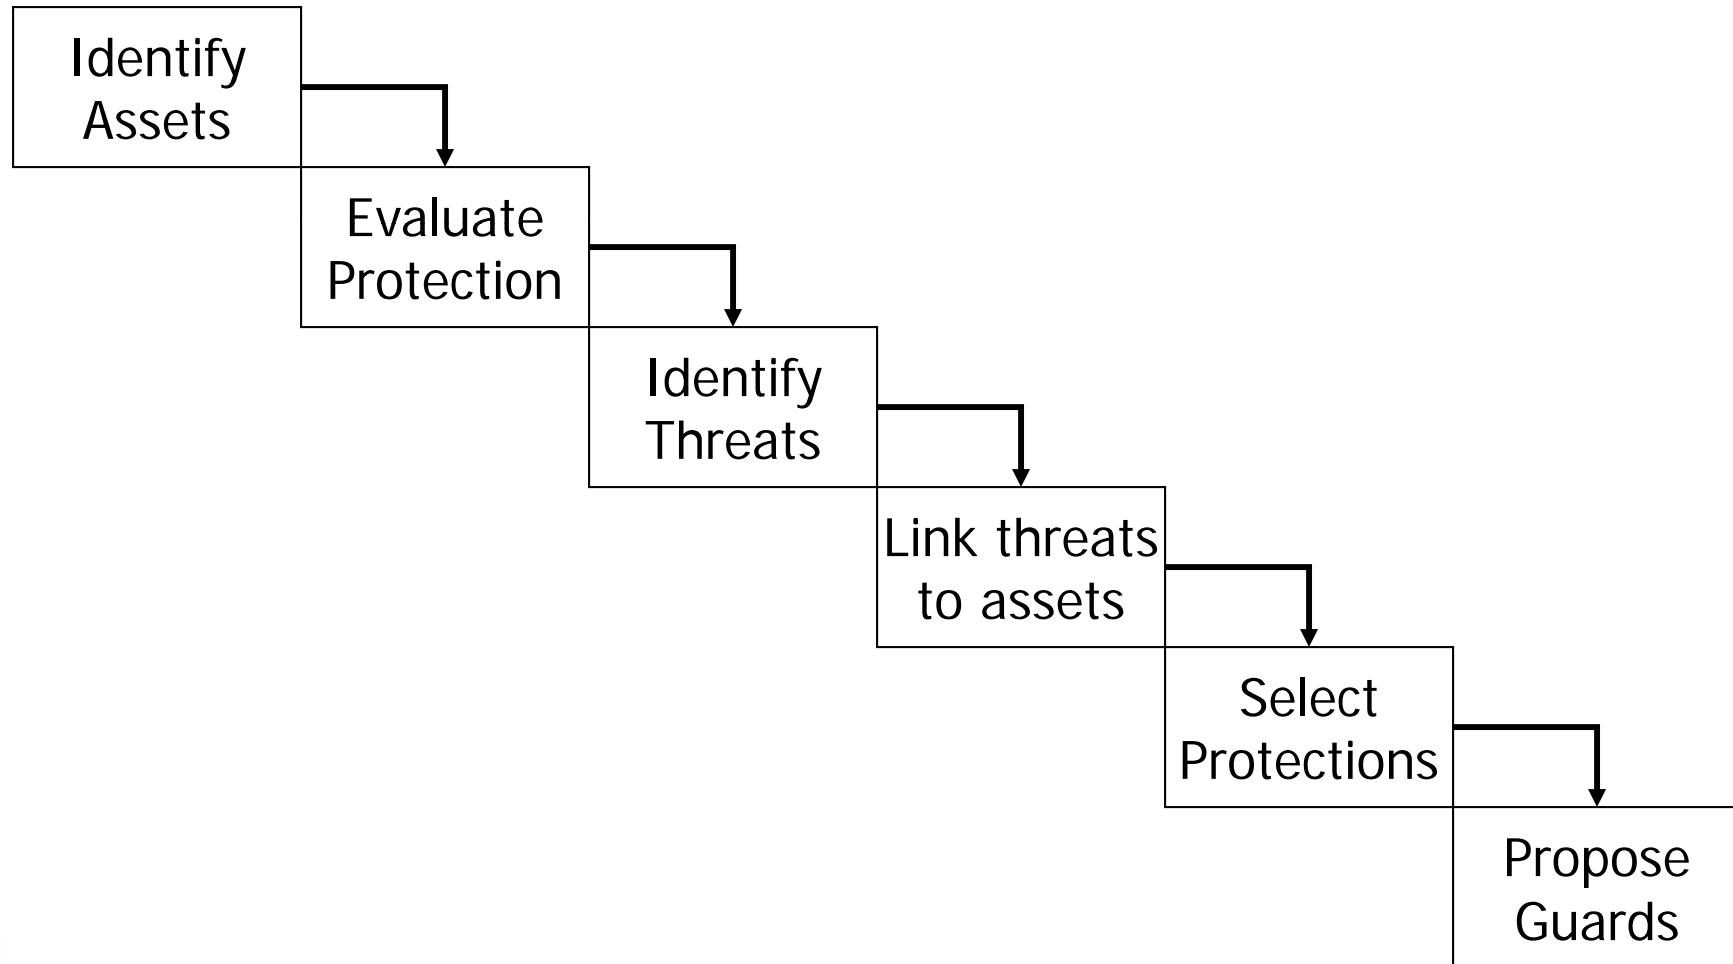 Identify
Assets
Evaluate
Protection
Identify
Threats
Link threats
to assets
Select
Protections
Propose
Guards